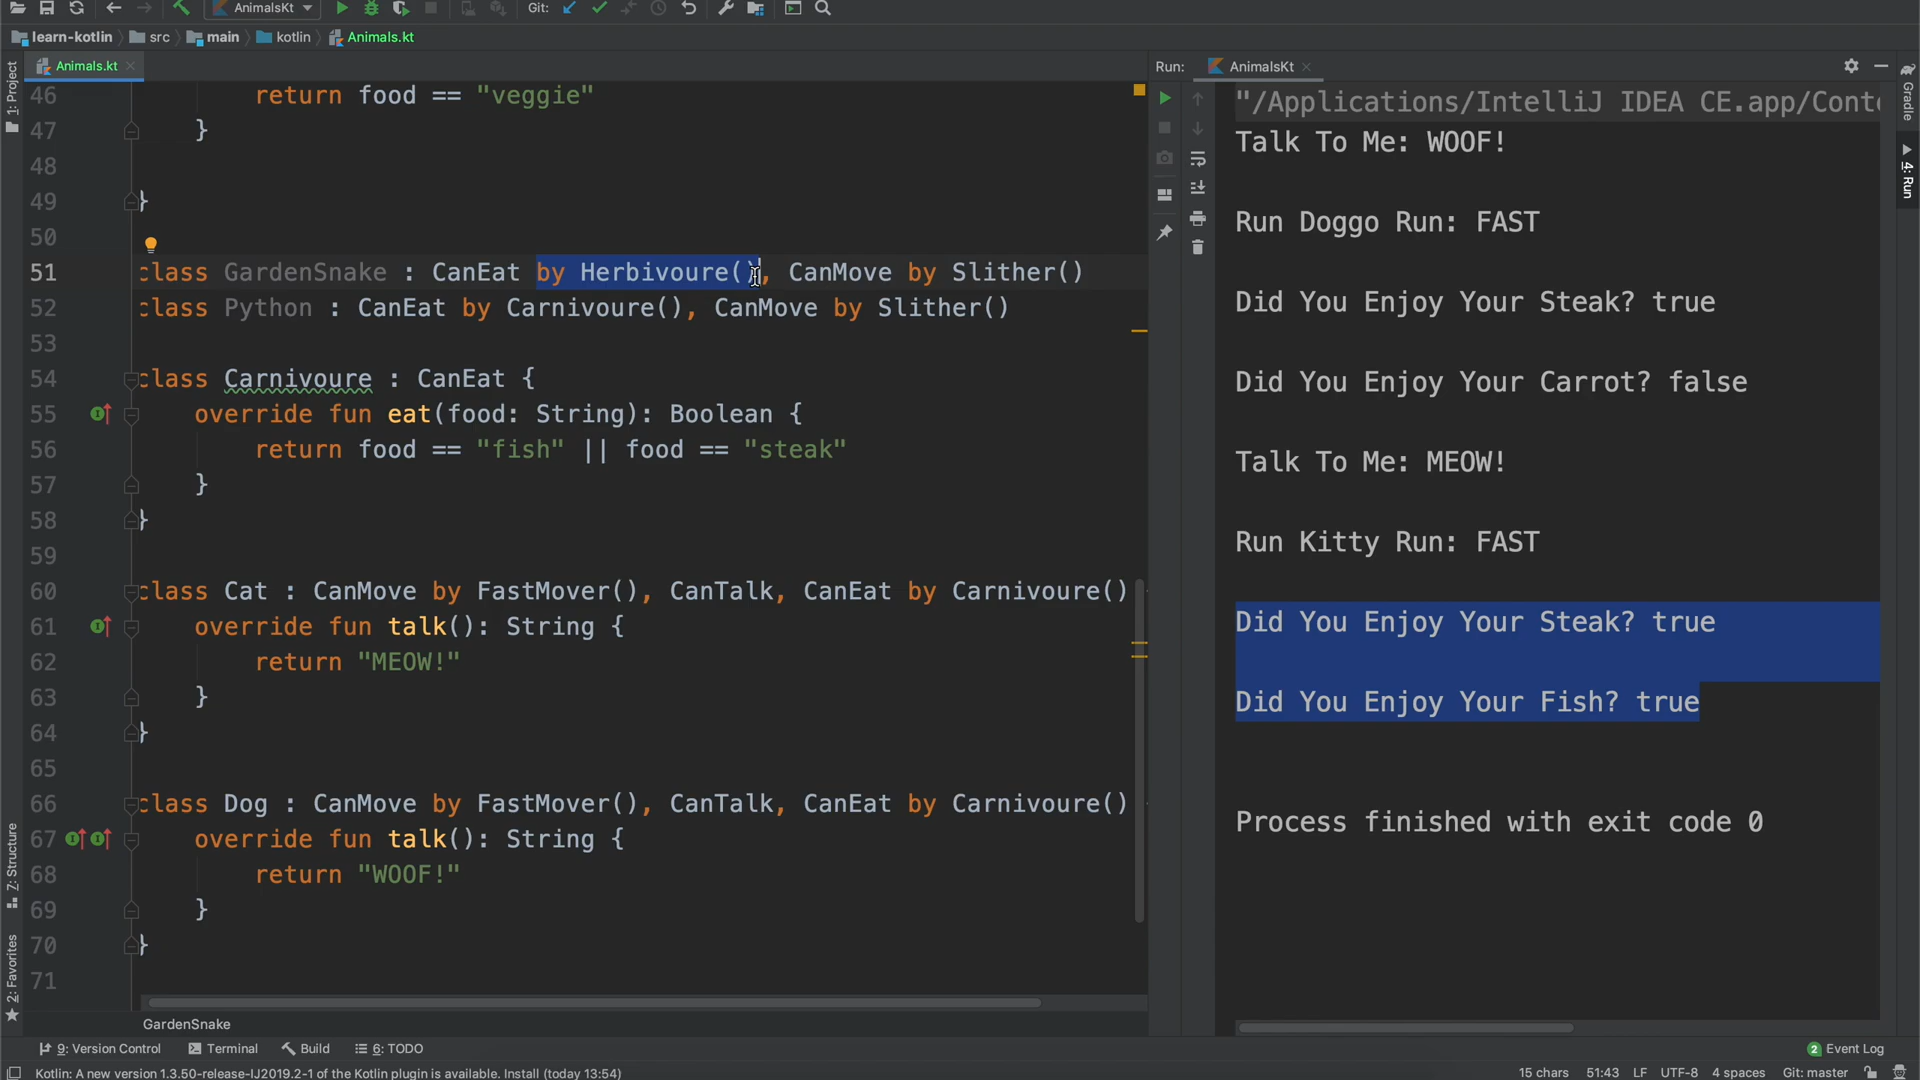 AnimalsKt Git:
learn-kotlin src main kotlin Animals.kt
1: Project
Animals.kt
46 return food == "veggie"
47 }
48
49 }
50
51 class GardenSnake : CanEat by Herbivoure(), CanMove by Slither()
52 class Python : CanEat by Carnivoure(), CanMove by Slither()
53
54 class Carnivoure : CanEat {
55 override fun eat(food: String): Boolean {
56 return food == "fish" || food == "steak"
57 }
58 }
59
60 class Cat : CanMove by FastMover(), CanTalk, CanEat by Carnivoure()
61 override fun talk(): String {
62 return "MEOW!"
63 }
64 }
65
66 class Dog : CanMove by FastMover(), CanTalk, CanEat by Carnivoure()
67 override fun talk(): String {
68 return "WOOF!"
69 }
70 }
71
GardenSnake
Z: Structure
2: Favorites
Run: AnimalsKt
"/Applications/IntelliJ IDEA CE.app/Conte
Talk To Me: WOOF!
Run Doggo Run: FAST
Did You Enjoy Your Steak? true
Did You Enjoy Your Carrot? false
Talk To Me: MEOW!
Run Kitty Run: FAST
Did You Enjoy Your Steak? true
Did You Enjoy Your Fish? true
Process finished with exit code 0
Gradle
4: Run
9: Version Control Terminal Build 6: TODO 2 Event Log
Kotlin: A new version 1.3.50-release-IJ2019.2-1 of the Kotlin plugin is available. Install (today 13:54) 15 chars 51:43 LF UTF-8 4 spaces Git: master